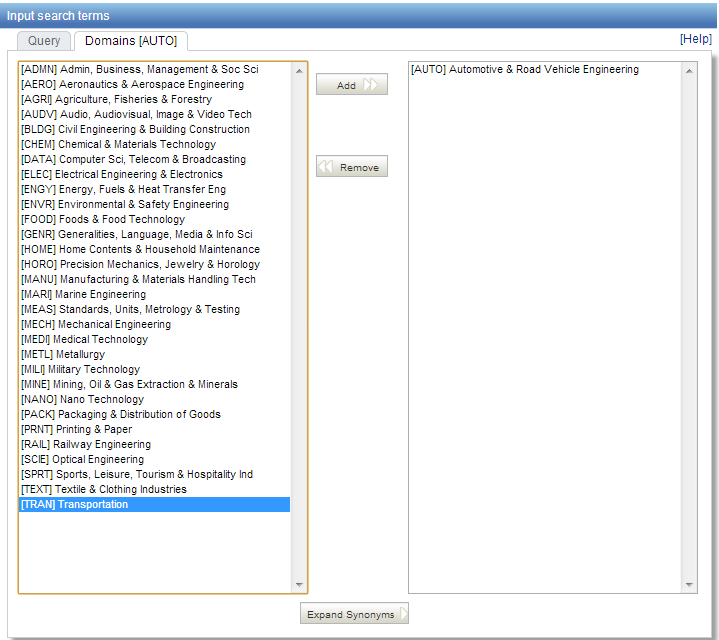 Input search terms
Query
Domains [AUTO]
[Help]
[ADMN] Admin, Business, Management & Soc Sci
[AERO] Aeronautics & Aerospace Engineering
[AGRI] Agriculture, Fisheries & Forestry
[AUDV] Audio, Audiovisual, Image & Video Tech
[BLDG] Civil Engineering & Building Construction
[CHEM] Chemical & Materials Technology
[DATA] Computer Sci, Telecom & Broadcasting
[ELEC] Electrical Engineering & Electronics
[ENGY] Energy, Fuels & Heat Transfer Eng
[ENVR] Environmental & Safety Engineering
[FOOD] Foods & Food Technology
[GENR] Generalities, Language, Media & Info Sci
[HOME] Home Contents & Household Maintenance
[HORO] Precision Mechanics, Jewelry & Horology
[MANU] Manufacturing & Materials Handling Tech
[MARI] Marine Engineering
[MEAS] Standards, Units, Metrology & Testing
[MECH] Mechanical Engineering
[MEDI] Medical Technology
[METL] Metallurgy
[MILI] Military Technology
[MINE] Mining, Oil & Gas Extraction & Minerals
[NANO] Nano Technology
[PACK] Packaging & Distribution of Goods
[PRNT] Printing & Paper
[RAIL] Railway Engineering
[SCIE] Optical Engineering
[SPRT] Sports, Leisure, Tourism & Hospitality Ind
[TEXT] Textile & Clothing Industries
[TRAN] Transportation
Add
Remove
[AUTO] Automotive & Road Vehicle Engineering
Expand Synonyms